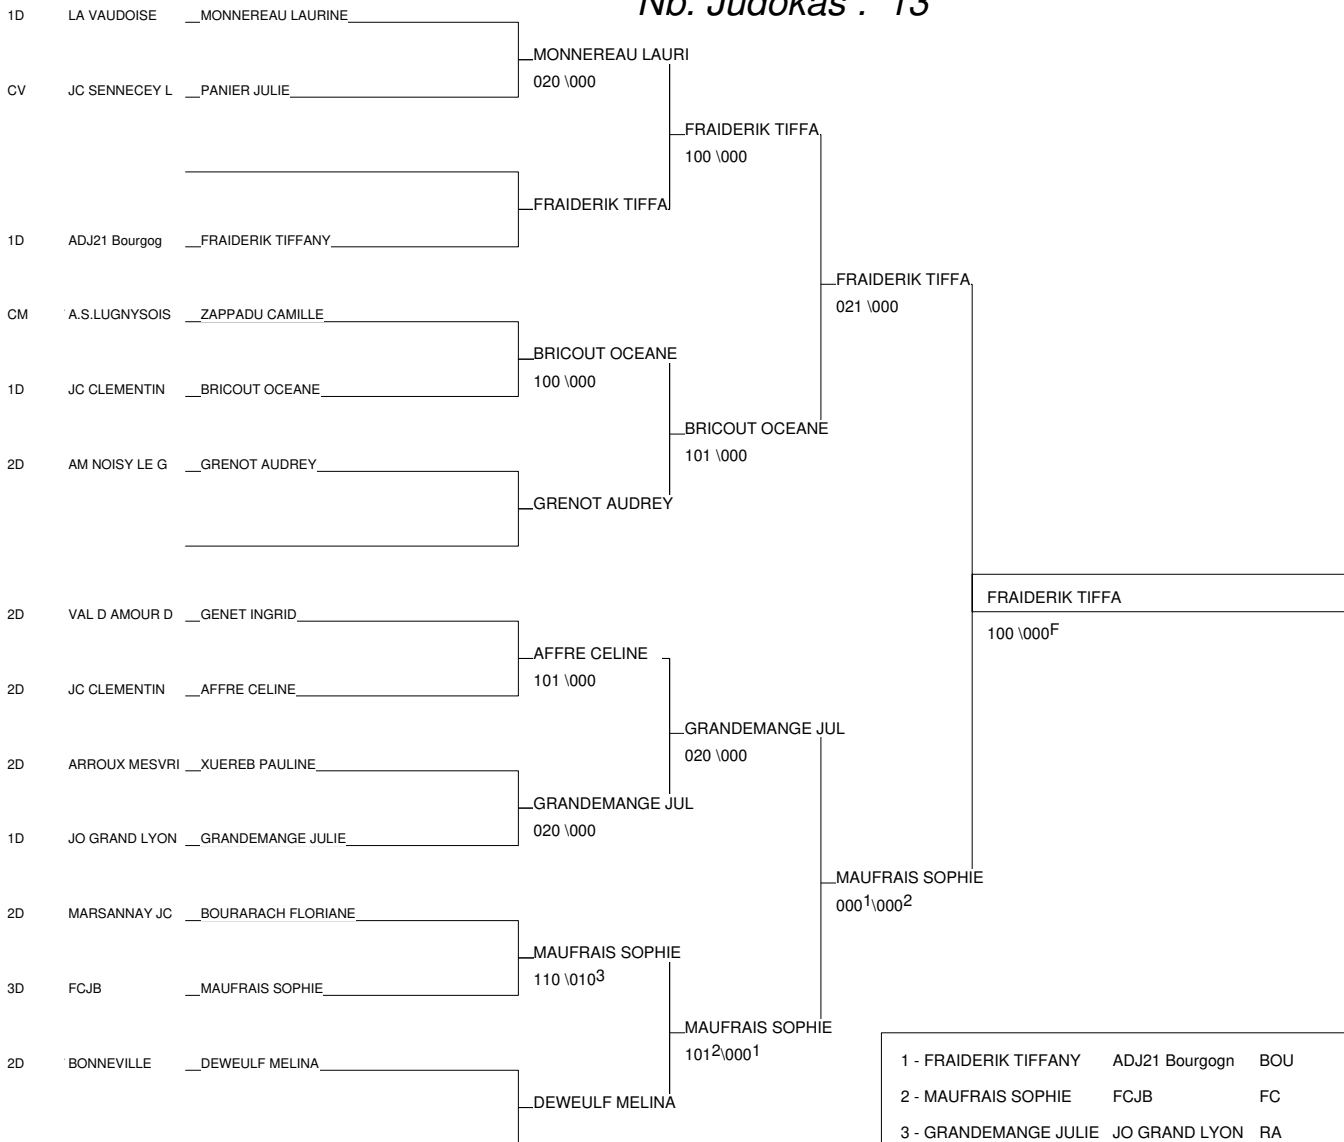 Nb. Judokas : 13
1D LA VAUDOISE MONNEREAU LAURINE
MONNEREAU LAURI
020 \000
CV JC SENNECEY L PANIER JULIE
FRAIDERIK TIFFA
100 \000
FRAIDERIK TIFFA
1D ADJ21 Bourgog FRAIDERIK TIFFANY
FRAIDERIK TIFFA
021 \000
CM A.S.LUGNYSOIS ZAPPADU CAMILLE
BRICOUT OCEANE
100 \000
1D JC CLEMENTIN BRICOUT OCEANE
BRICOUT OCEANE
101 \000
2D AM NOISY LE G GRENOT AUDREY
GRENOT AUDREY
FRAIDERIK TIFFA
100 \000F
2D VAL D AMOUR D GENET INGRID
AFFRE CELINE
101 \000
2D JC CLEMENTIN AFFRE CELINE
GRANDEMANGE JUL
020 \000
2D ARROUX MESVRI XUEREB PAULINE
GRANDEMANGE JUL
020 \000
1D JO GRAND LYON GRANDEMANGE JULIE
MAUFRAIS SOPHIE
000¹\000²
2D MARSANNAY JC BOURARACH FLORIANE
MAUFRAIS SOPHIE
110 \010³
3D FCJB MAUFRAIS SOPHIE
MAUFRAIS SOPHIE
101²\000¹
2D BONNEVILLE DEWEULF MELINA
DEWEULF MELINA
1 - FRAIDERIK TIFFANY ADJ21 Bourgogn BOU
2 - MAUFRAIS SOPHIE FCJB FC
3 - GRANDEMANGE JULIE JO GRAND LYON RA